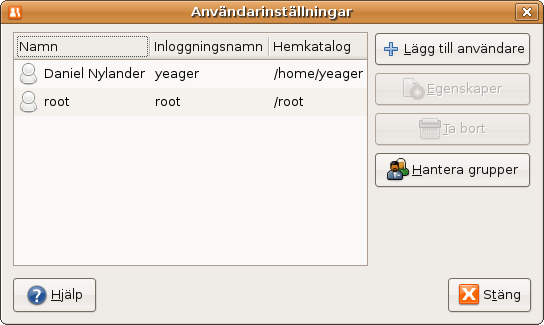 Användarinställningar
Namn Inloggningsnamn Hemkatalog
Daniel Nylander yeager /home/yeager
root root /root
Lägg till användare
Egenskaper
Ta bort
Hantera grupper
Hjälp
Stäng